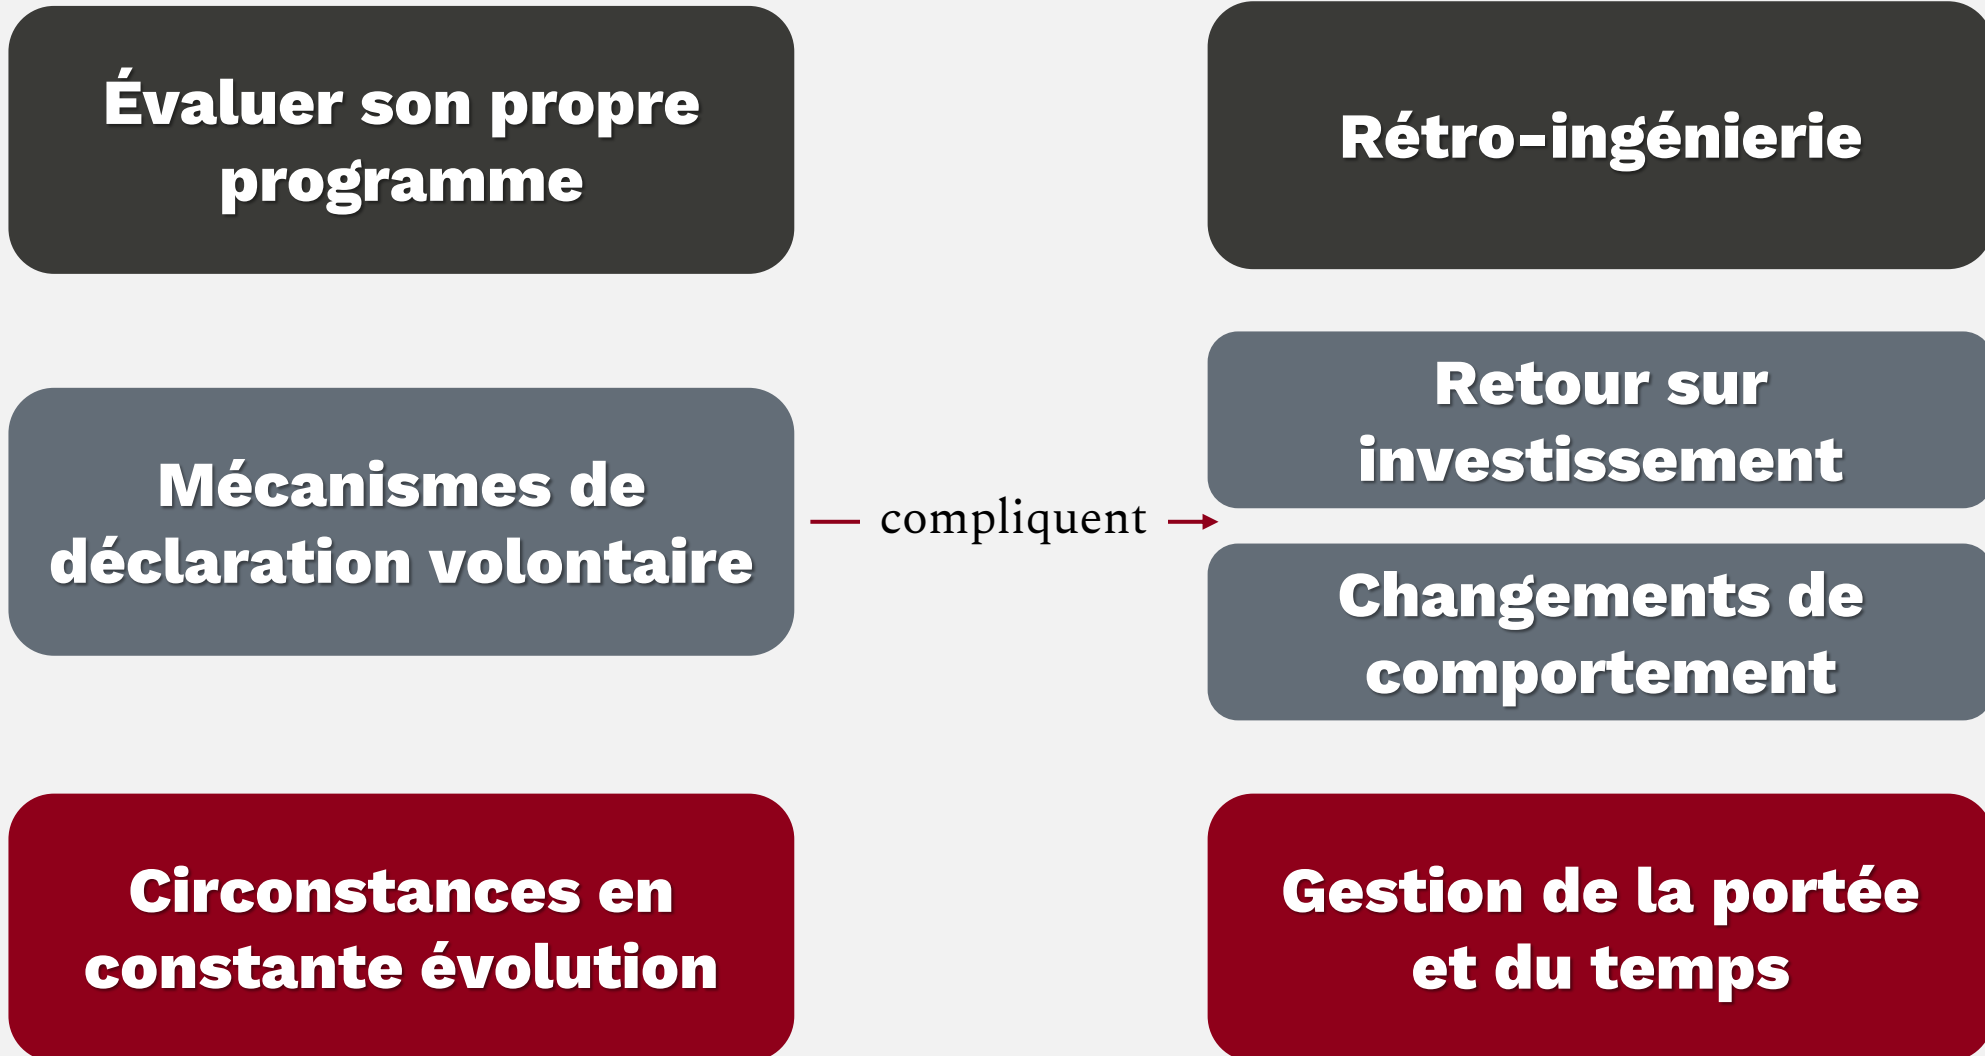 Évaluer son propre
programme
Rétro-ingénierie
Mécanismes de
déclaration volontaire
compliquent
Retour sur
investissement
Changements de
comportement
Circonstances en
constante évolution
Gestion de la portée
et du temps